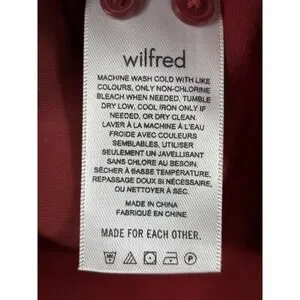 wilfred
MACHINE WASH COLD WITH LIKE
COLOURS, ONLY NON-CHLORINE
BLEACH WHEN NEEDED, TUMBLE
DRY LOW, COOL IRON ONLY IF
NEEDED, OR DRY CLEAN.
LAVER À LA MACHINE À L'EAU
FROIDE AVEC COULEURS
SEMBLABLES, UTILISER
SEULEMENT UN JAVELLISANT
SANS CHLORE AU BESOIN.
SÉCHER À BASSE TEMPÉRATURE,
REPASSAGE DOUX SI NÉCESSAIRE,
OU NETTOYER À SEC.
MADE IN CHINA
FABRIQUÉ EN CHINE
MADE FOR EACH OTHER.
P